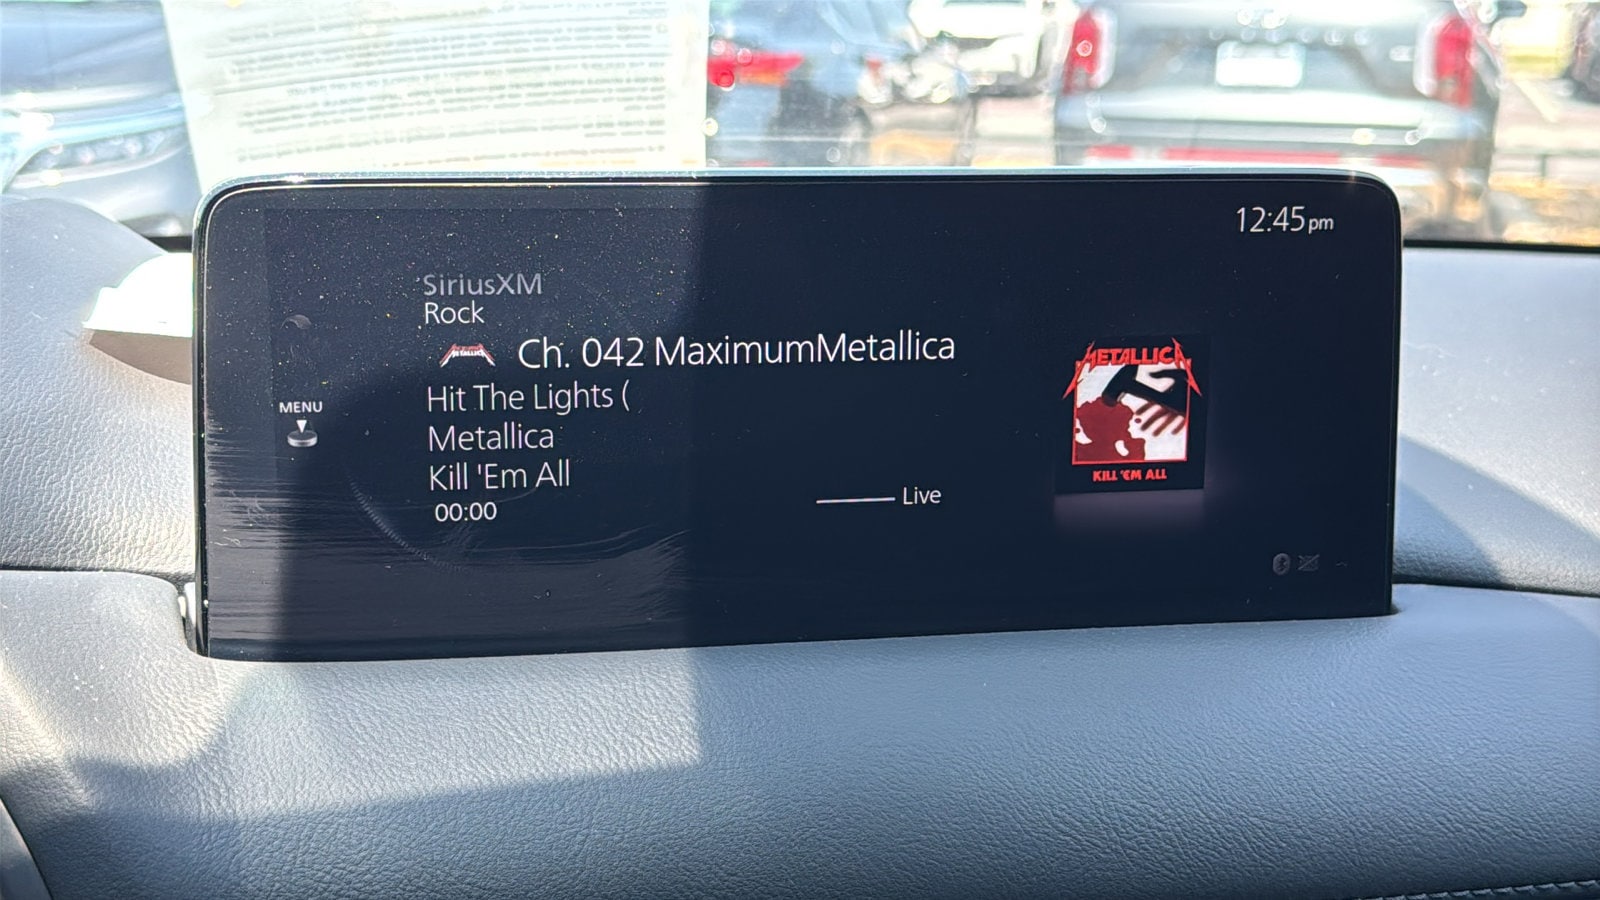 12:45pm
SiriusXM
Rock
METALLICA
Ch. 042 MaximumMetallica
Hit The Lights (
Metallica
Kill 'Em All
00:00
Live
MENU
METALLICA
KILL 'EM ALL